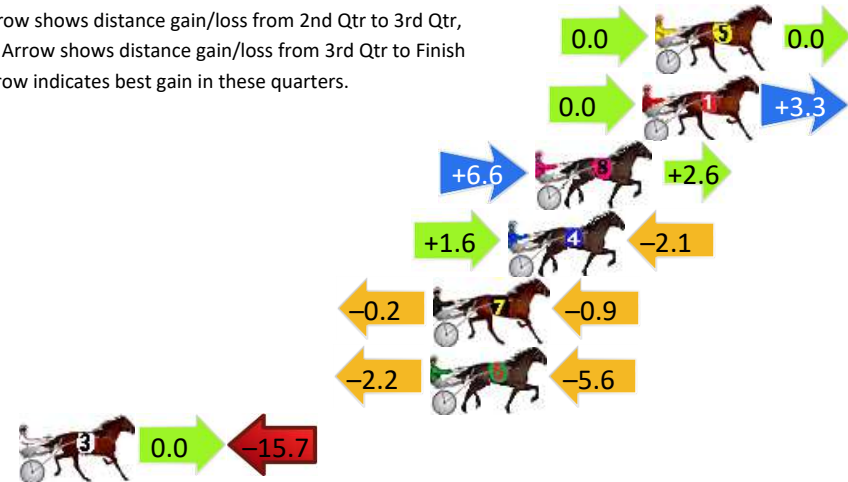 row shows distance gain/loss from 2nd Qtr to 3rd Qtr,
Arrow shows distance gain/loss from 3rd Qtr to Finish
row indicates best gain in these quarters.
0.0 5 0.0
0.0 1 +3.3
+6.6 8 +2.6
+1.6 4 –2.1
–0.2 7 –0.9
–2.2 6 –5.6
3 0.0 –15.7